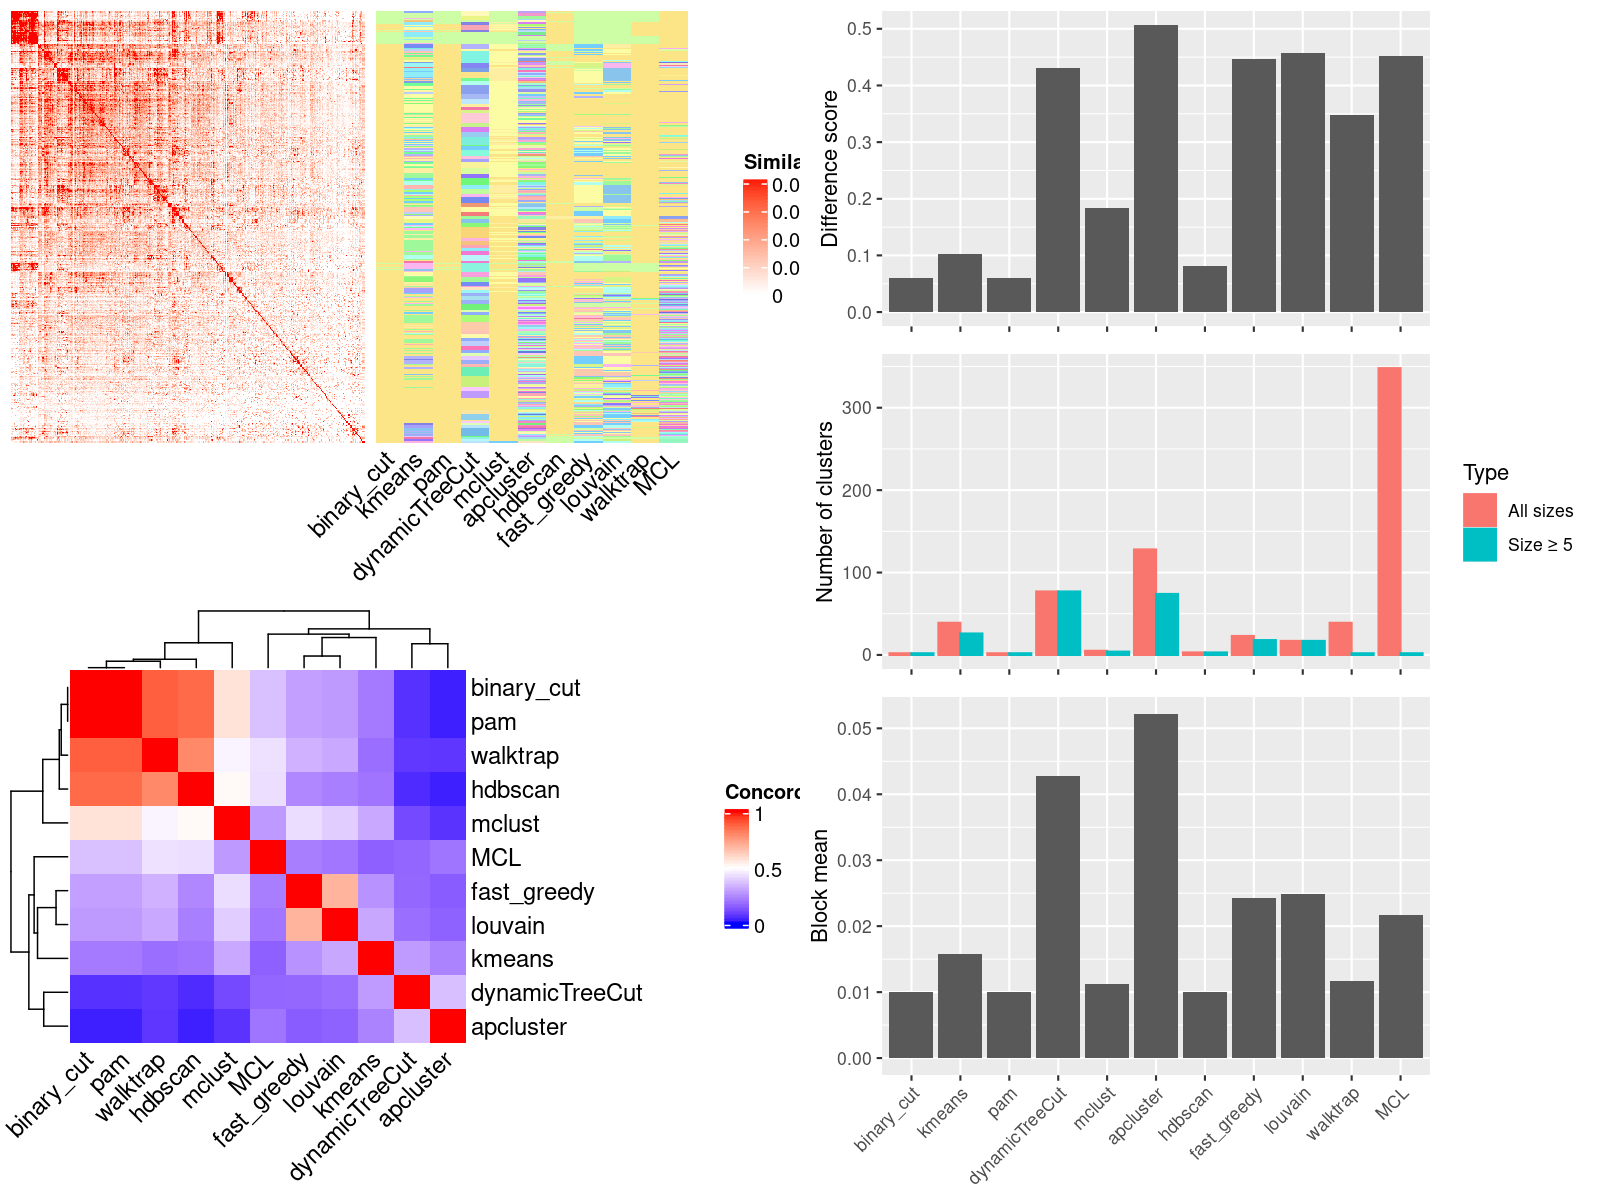 Simila
0.0
0.0
0.0
0.0
0
binary_cut
kmeans
pam
dynamicTreeCut
mclust
apcluster
hdbscan
fast_greedy
louvain
walktrap
MCL
binary_cut
pam
walktrap
hdbscan
mclust
MCL
fast_greedy
louvain
kmeans
dynamicTreeCut
apcluster
binary_cut
pam
walktrap
hdbscan
mclust
MCL
fast_greedy
louvain
kmeans
dynamicTreeCut
apcluster
Concord
1
0.5
0
Difference score
0.5
0.4
0.3
0.2
0.1
0.0
Number of clusters
300
200
100
0
Type
All sizes
Size ≥ 5
Block mean
0.05
0.04
0.03
0.02
0.01
0.00
binary_cut
kmeans
pam
dynamicTreeCut
mclust
apcluster
hdbscan
fast_greedy
louvain
walktrap
MCL